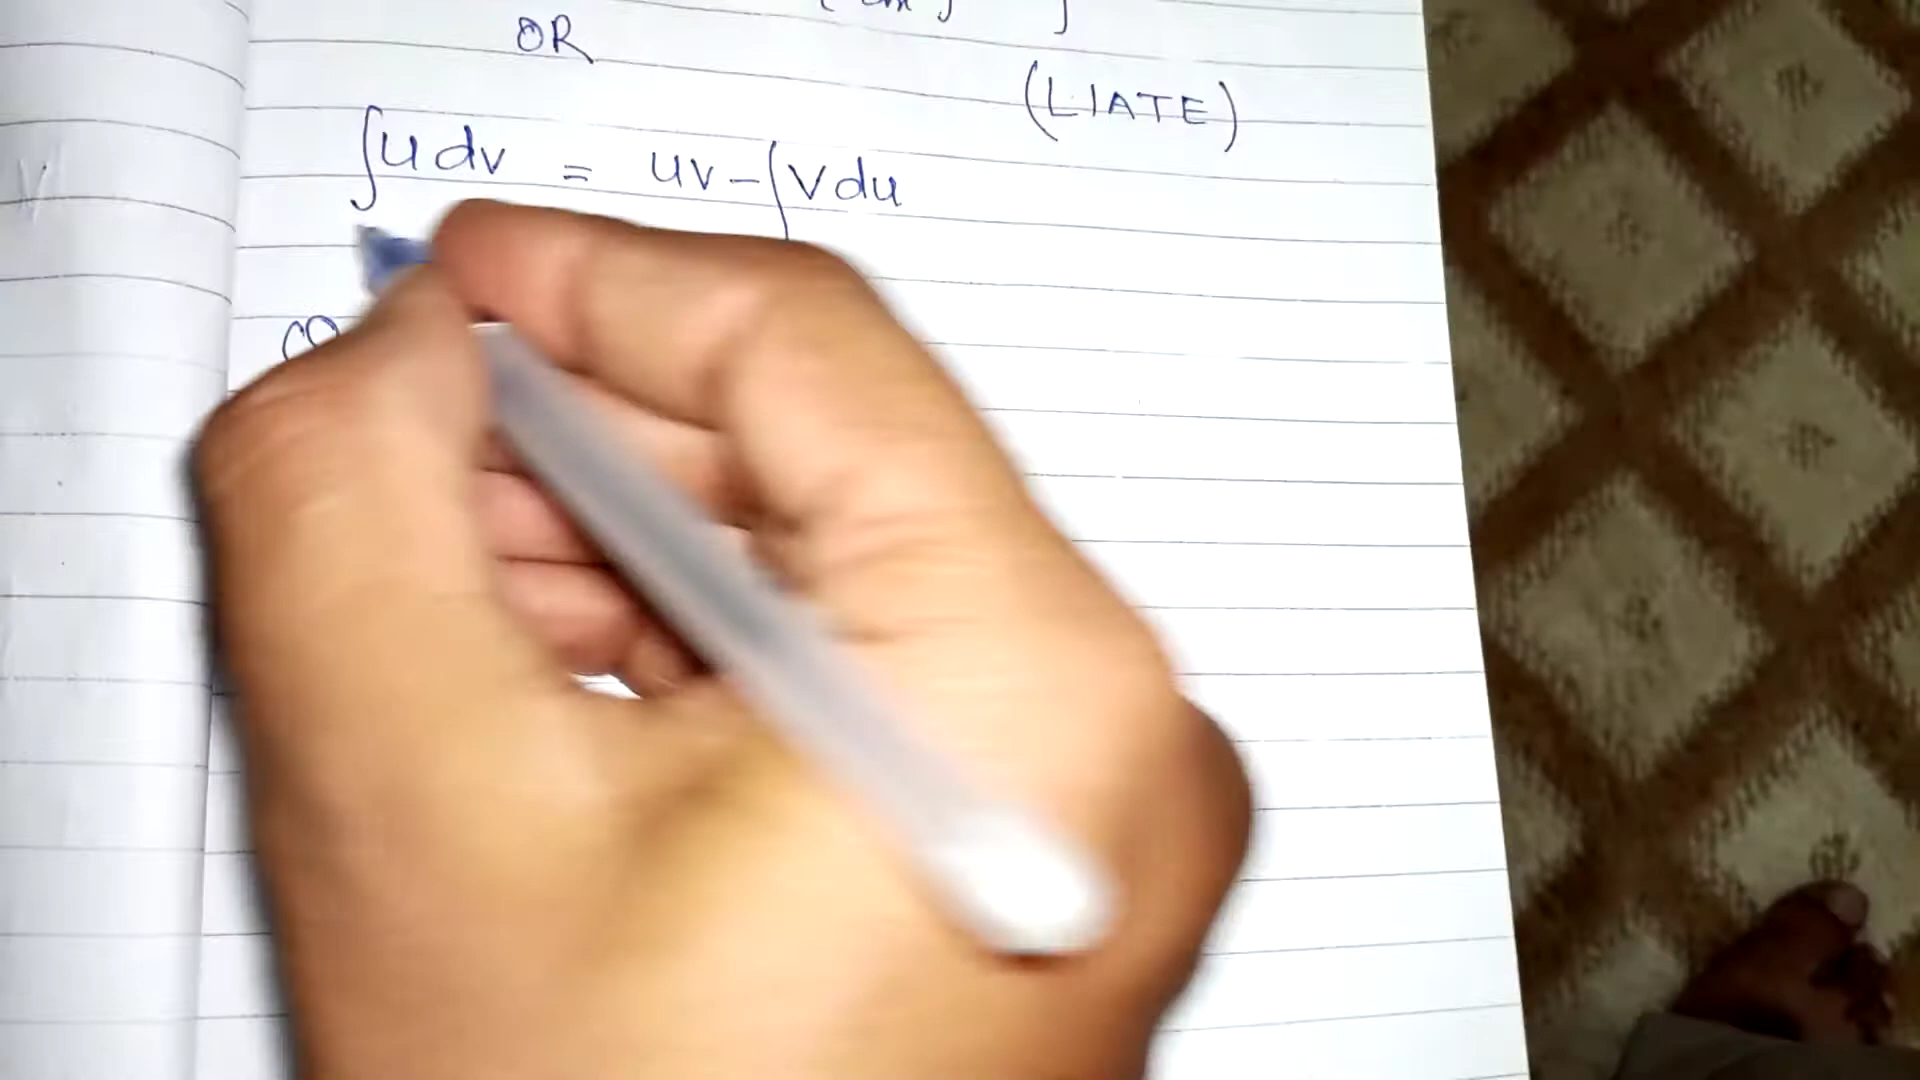 OR
(LIATE)
∫u dv = uv - ∫v du